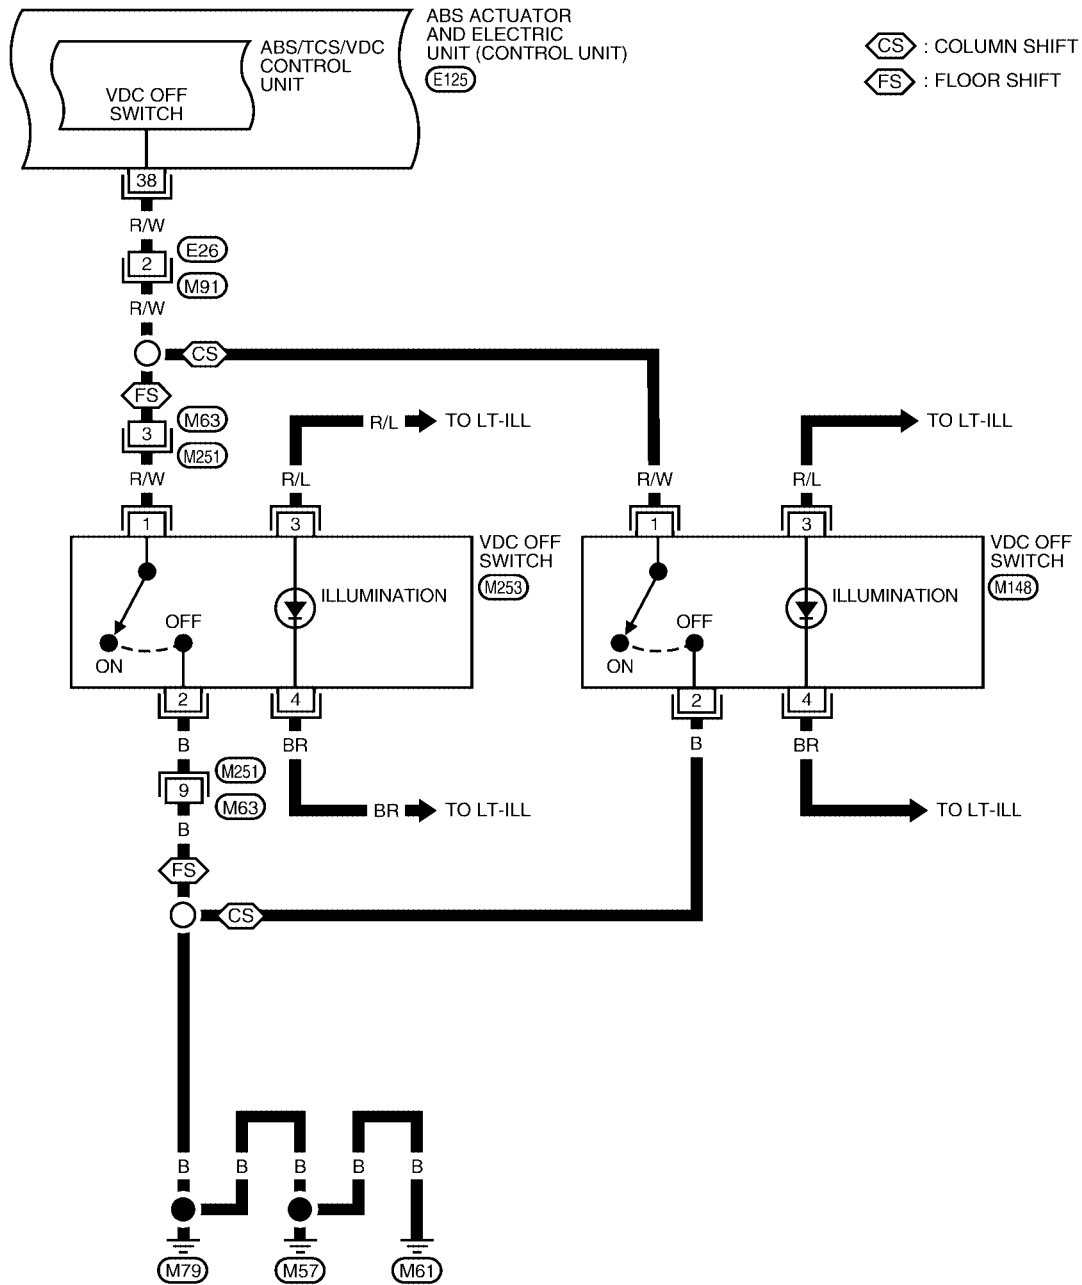 ABS ACTUATOR
AND ELECTRIC
UNIT (CONTROL UNIT)
E125
ABS/TCS/VDC
CONTROL
UNIT
VDC OFF
SWITCH
CS : COLUMN SHIFT
FS : FLOOR SHIFT
38
R/W
2
E26
M91
R/W
CS
FS
3
M63
M251
R/W
R/L TO LT-ILL
R/L
R/W
TO LT-ILL
R/L
1
3
1
3
VDC OFF
SWITCH
M253
ILLUMINATION
OFF
ON
VDC OFF
SWITCH
M148
ILLUMINATION
OFF
ON
2
4
2
4
B
BR
B
BR
M251
9
M63
BR TO LT-ILL
TO LT-ILL
B
FS
CS
B
B
B
B
B
M79
M57
M61